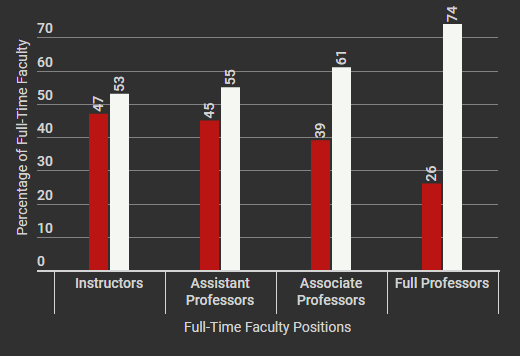 Percentage of Full-Time Faculty
70
60
50
40
30
20
10
0
47
53
45
55
39
61
26
74
Instructors
Assistant
Professors
Associate
Professors
Full Professors
Full-Time Faculty Positions